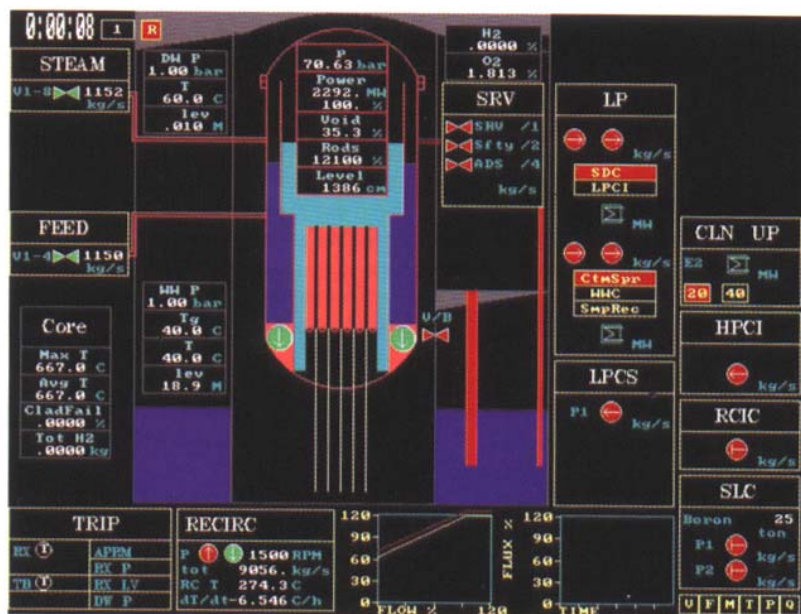 0:00:08 1 R
STEAM
V1-8 1152
kg/s
FEED
V1-4 1150
kg/s
Core
Max T
667.0 C
Avg T
667.0 C
CladFail
.0000 %
Tot H2
.0000 kg
DW P
1.00 bar
T
60.0 C
lev
.010 M
WW P
1.00 bar
Tg
40.0 C
T
40.0 C
lev
18.9 M
P
70.63 bar
Power
2292. MW
100. %
Void
35.3 %
Rods
12100 %
Level
1386 cm
V/B
H2
.0000 %
O2
1.813 %
SRV
SRV /1
Sfty /2
ADS /4
kg/s
LP
kg/s
SDC
LPCI
Σ MW
kg/s
CtmSpr
WWC
SmpRec
Σ MW
LPCS
P1
kg/s
CLN UP
E2 Σ MW
20 40
HPCI
kg/s
RCIC
kg/s
SLC
Boron 25
ton
P1
kg/s
P2
kg/s
V F M T P O
TRIP
RX T APRM
RX P
TB T RX LV
DW P
RECIRC
P 1500 RPM
tot 9056. kg/s
RC T 274.3 C
dT/dt-6.546 C/h
120
90
60
30
0
FLOW % 120
FLUX %
120
90
60
30
0
TIME